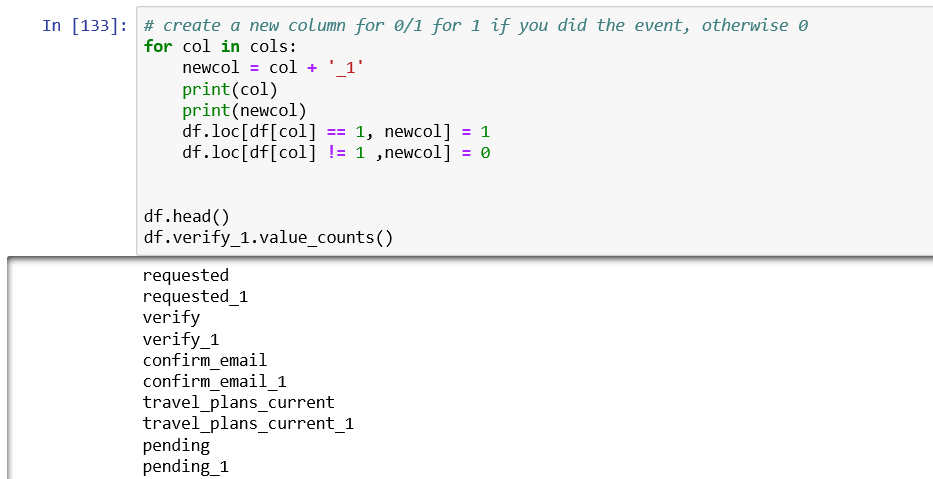 In [133]: # create a new column for 0/1 for 1 if you did the event, otherwise 0
for col in cols:
    newcol = col + '_1'
    print(col)
    print(newcol)
    df.loc[df[col] == 1, newcol] = 1
    df.loc[df[col] != 1 ,newcol] = 0
df.head()
df.verify_1.value_counts()
requested
requested_1
verify
verify_1
confirm_email
confirm_email_1
travel_plans_current
travel_plans_current_1
pending
pending_1